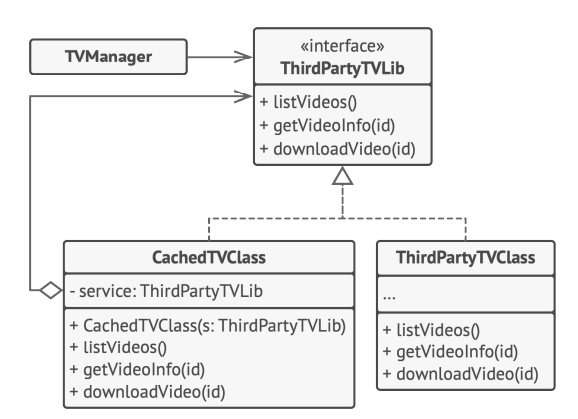 TVManager
«interface»
ThirdPartyTVLib
+ listVideos()
+ getVideoInfo(id)
+ downloadVideo(id)
CachedTVClass
- service: ThirdPartyTVLib
+ CachedTVClass(s: ThirdPartyTVLib)
+ listVideos()
+ getVideoInfo(id)
+ downloadVideo(id)
ThirdPartyTVClass
...
+ listVideos()
+ getVideoInfo(id)
+ downloadVideo(id)